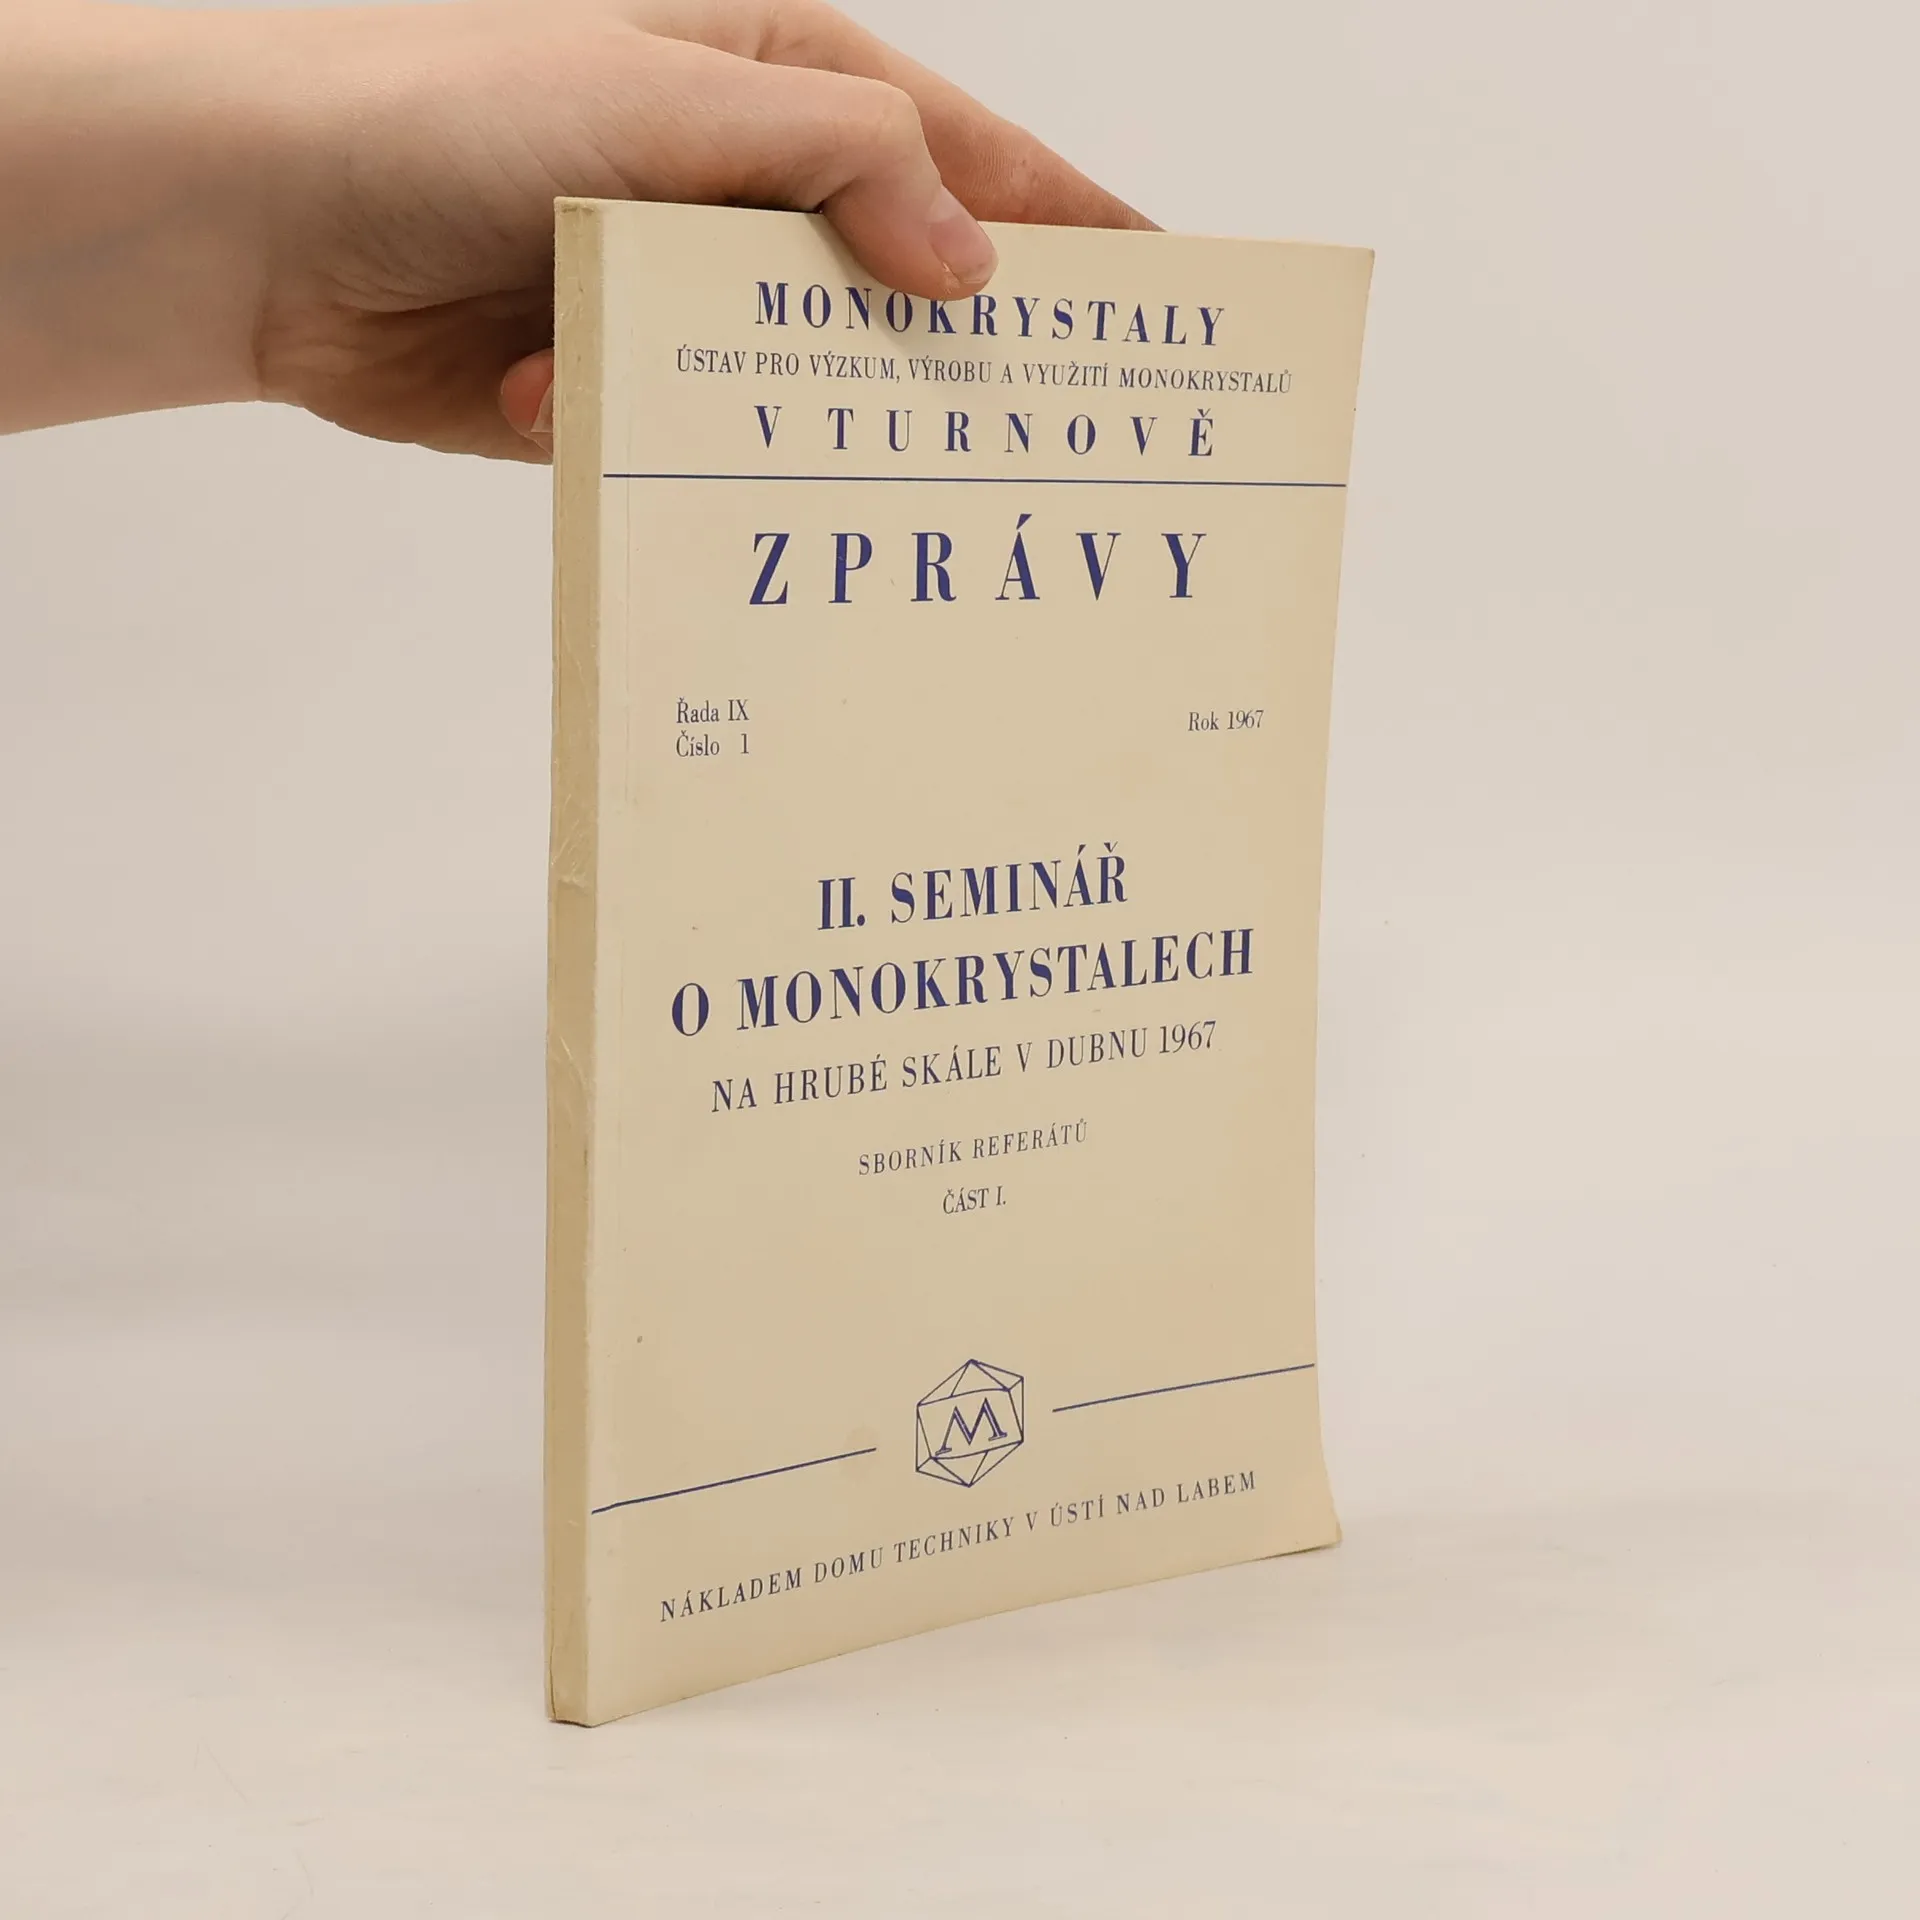 MONOKRYSTALY
ÚSTAV PRO VÝZKUM, VÝROBU A VYUŽITÍ MONOKRYSTALŮ
V TURNOVĚ
ZPRÁVY
Řada IX
Číslo 1
Rok 1967
II. SEMINÁŘ
O MONOKRYSTALECH
NA HRUBÉ SKÁLE V DUBNU 1967
SBORNÍK REFERÁTŮ
ČÁST I.
M
NÁKLADEM DOMU TECHNIKY V ÚSTÍ NAD LABEM